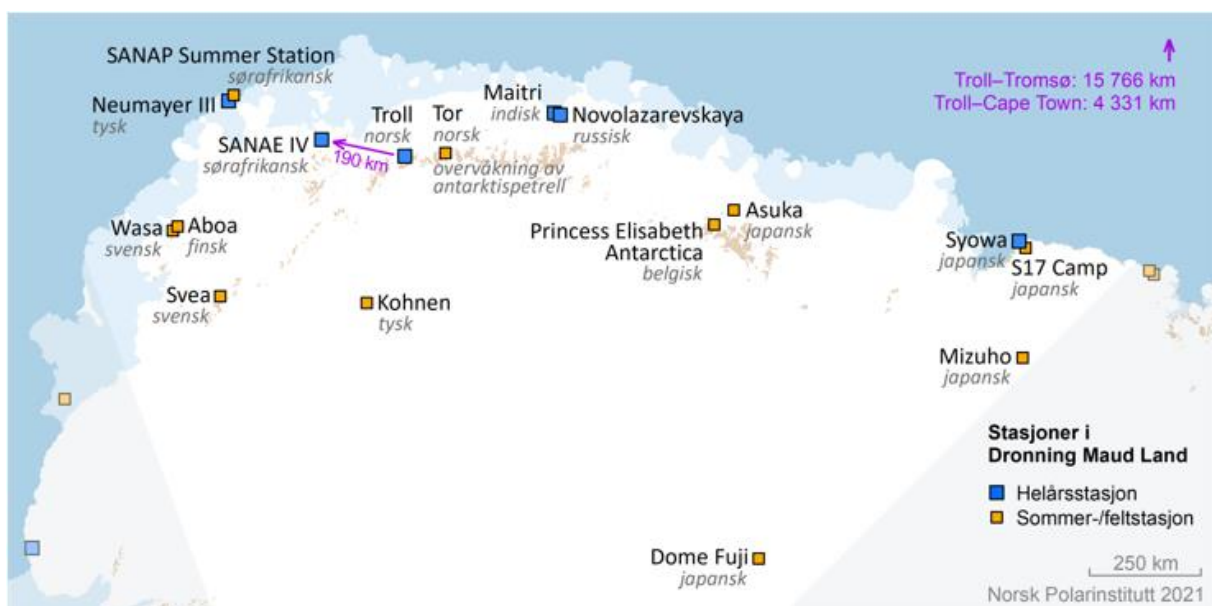 SANAP Summer Station
sørafrikansk
Neumayer III
tysk
SANAE IV
sørafrikansk
190 km
Troll
norsk
Tor
norsk
overvåkning av
antarktispetrell
Maitri
indisk
Novolazarevskaya
russisk
Troll–Tromsø: 15 766 km
Troll–Cape Town: 4 331 km
Wasa
svensk
Aboa
finsk
Svea
svensk
Kohnen
tysk
Princess Elisabeth
Antarctica
belgisk
Asuka
japansk
Syowa
japansk
S17 Camp
japansk
Mizuho
japansk
Dome Fuji
japansk
Stasjoner i
Dronning Maud Land
Helårsstasjon
Sommer-/feltstasjon
250 km
Norsk Polarinstitutt 2021